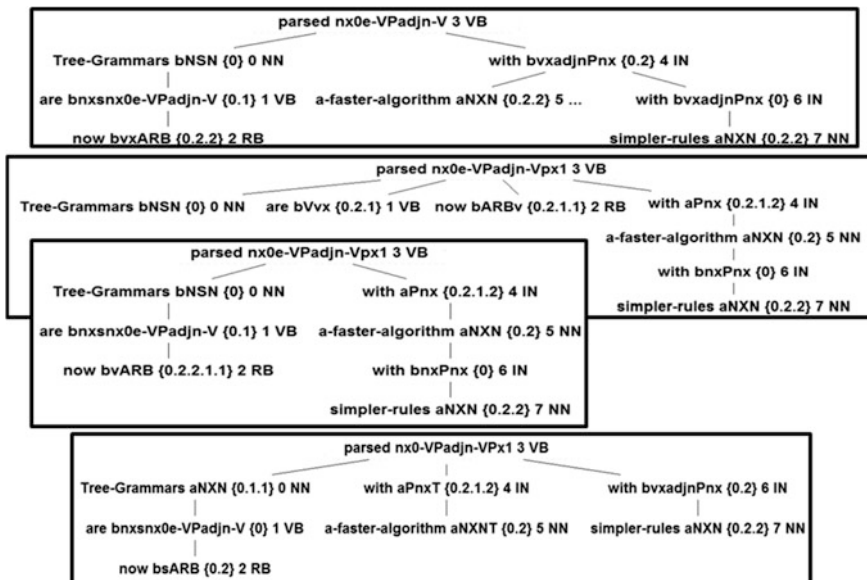 parsed nx0e-VPadjn-V 3 VB
Tree-Grammars bNSN {0} 0 NN with bvxadjnPnx {0.2} 4 IN
are bnxsnx0e-VPadjn-V {0.1} 1 VB a-faster-algorithm aNXN {0.2.2} 5 ... with bvxadjnPnx {0} 6 IN
now bvxARB {0.2.2} 2 RB simpler-rules aNXN {0.2.2} 7 NN
parsed nx0e-VPadjn-Vpx1 3 VB
Tree-Grammars bNSN {0} 0 NN are bVvx {0.2.1} 1 VB now bARBv {0.2.1.1} 2 RB with aPnx {0.2.1.2} 4 IN
a-faster-algorithm aNXN {0.2} 5 NN
with bnxPnx {0} 6 IN
simpler-rules aNXN {0.2.2} 7 NN
parsed nx0e-VPadjn-Vpx1 3 VB
Tree-Grammars bNSN {0} 0 NN with aPnx {0.2.1.2} 4 IN
are bnxsnx0e-VPadjn-V {0.1} 1 VB a-faster-algorithm aNXN {0.2} 5 NN
now bvARB {0.2.2.1.1} 2 RB with bnxPnx {0} 6 IN
simpler-rules aNXN {0.2.2} 7 NN
parsed nx0-VPadjn-VPx1 3 VB
Tree-Grammars aNXN {0.1.1} 0 NN with aPnxT {0.2.1.2} 4 IN with bvxadjnPnx {0.2} 6 IN
are bnxsnx0e-VPadjn-V {0} 1 VB a-faster-algorithm aNXNT {0.2} 5 NN simpler-rules aNXN {0.2.2} 7 NN
now bsARB {0.2} 2 RB